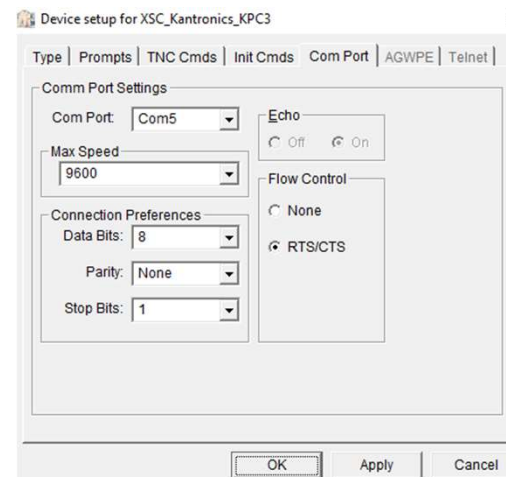 Device setup for XSC_Kantronics_KPC3
Type Prompts TNC Cmds Init Cmds Com Port AGWPE Telnet
Comm Port Settings
Com Port: Com5
Max Speed
9600
Connection Preferences
Data Bits: 8
Parity: None
Stop Bits: 1
Echo
Off On
Flow Control
None
RTS/CTS
OK Apply Cancel